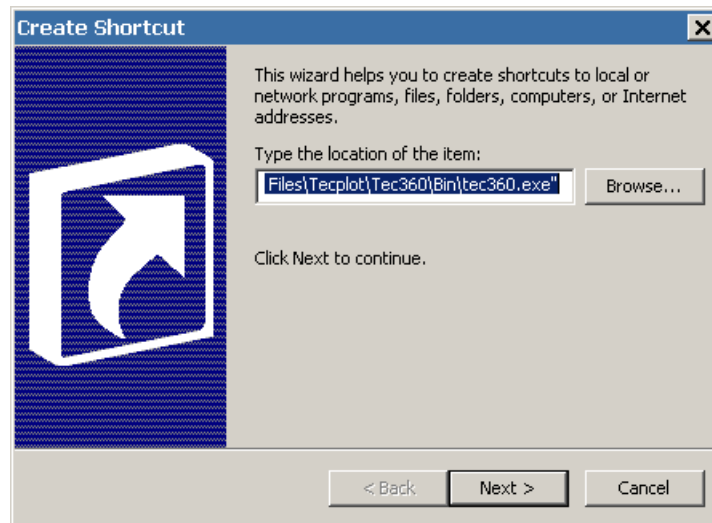 Create Shortcut
This wizard helps you to create shortcuts to local or
network programs, files, folders, computers, or Internet
addresses.
Type the location of the item:
Files\Tecplot\Tec360\Bin\tec360.exe"
Browse...
Click Next to continue.
< Back
Next >
Cancel